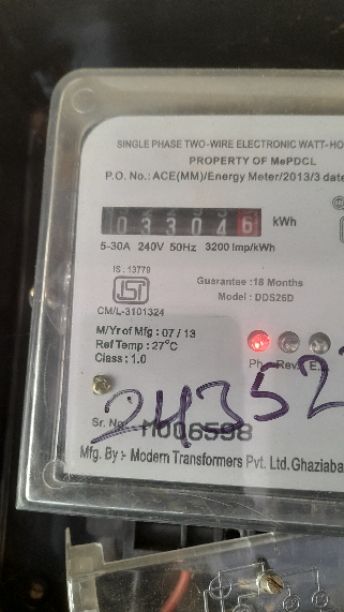 SINGLE PHASE TWO-WIRE ELECTRONIC WATT-HO
PROPERTY OF MePDCL
P.O. No.: ACE(MM)/Energy Meter/2013/3 date
033046 kWh
5-30A 240V 50Hz 3200 Imp/kWh
IS : 13779
ISI
CM/L-3101324
Guarantee : 18 Months
Model : DDS26D
M/Yr of Mfg : 07 / 13
Ref Temp : 27°C
Class : 1.0
Ph. Rev. E.
24352
Sr. No. M006598
Mfg. By :- Modern Transformers Pvt. Ltd. Ghaziaba